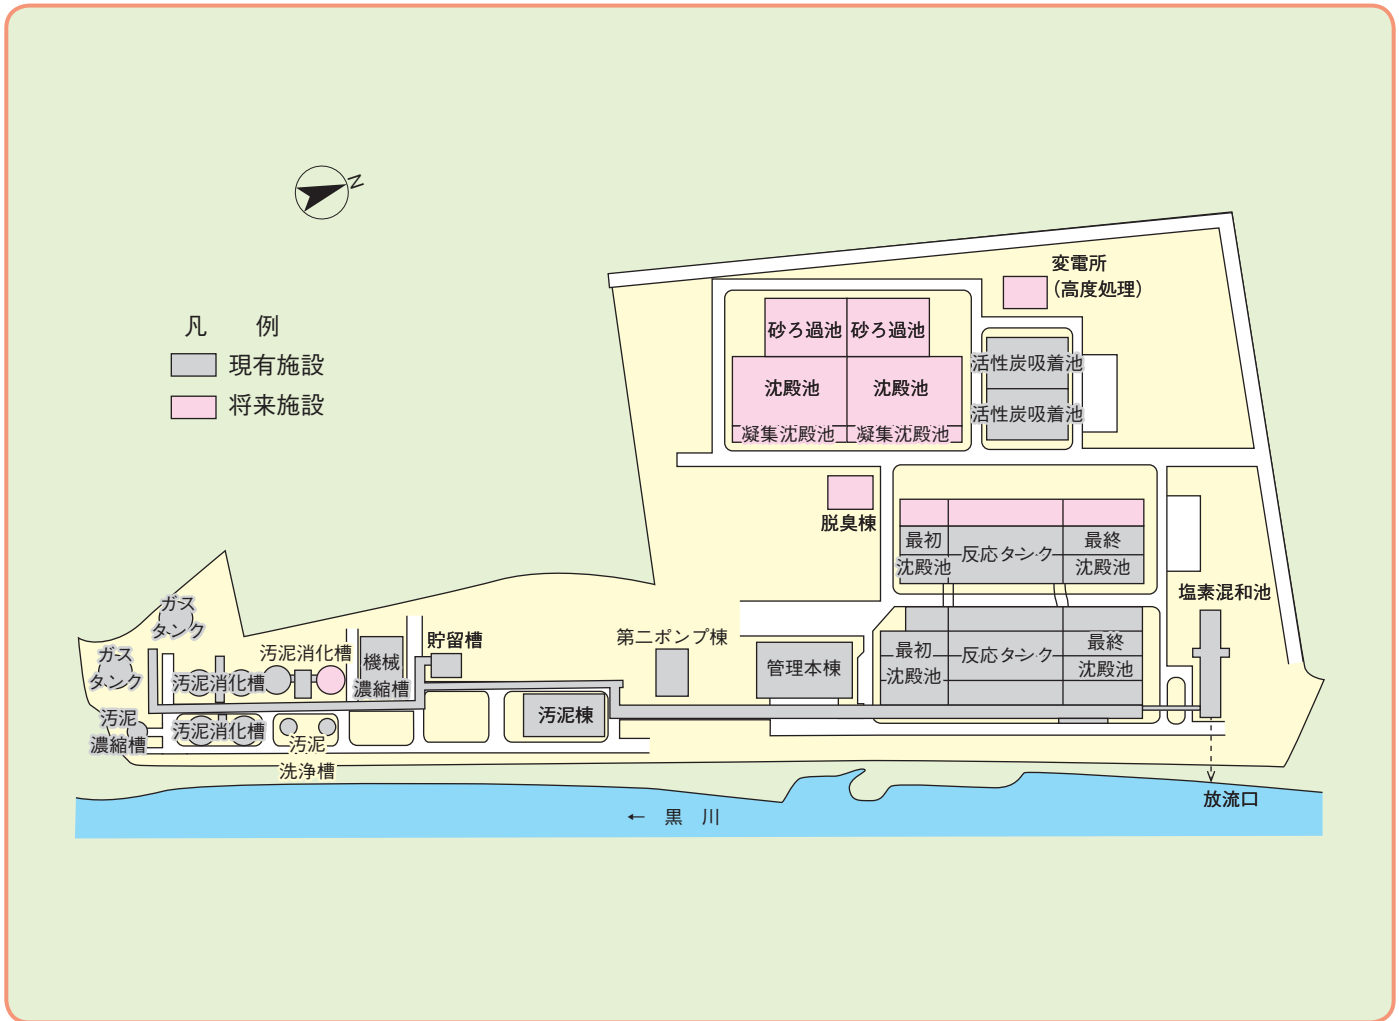 N
凡　例
現有施設
将来施設
変電所
（高度処理）
砂ろ過池
砂ろ過池
沈殿池
沈殿池
凝集沈殿池
凝集沈殿池
活性炭吸着池
活性炭吸着池
脱臭棟
最初
沈殿池
反応タンク
最終
沈殿池
塩素混和池
最初
沈殿池
反応タンク
最終
沈殿池
管理本棟
第二ポンプ棟
貯留槽
機械
濃縮槽
汚泥消化槽
ガス
タンク
ガス
タンク
汚泥消化槽
汚泥消化槽
汚泥
濃縮槽
汚泥
洗浄槽
汚泥棟
放流口
← 黒　川